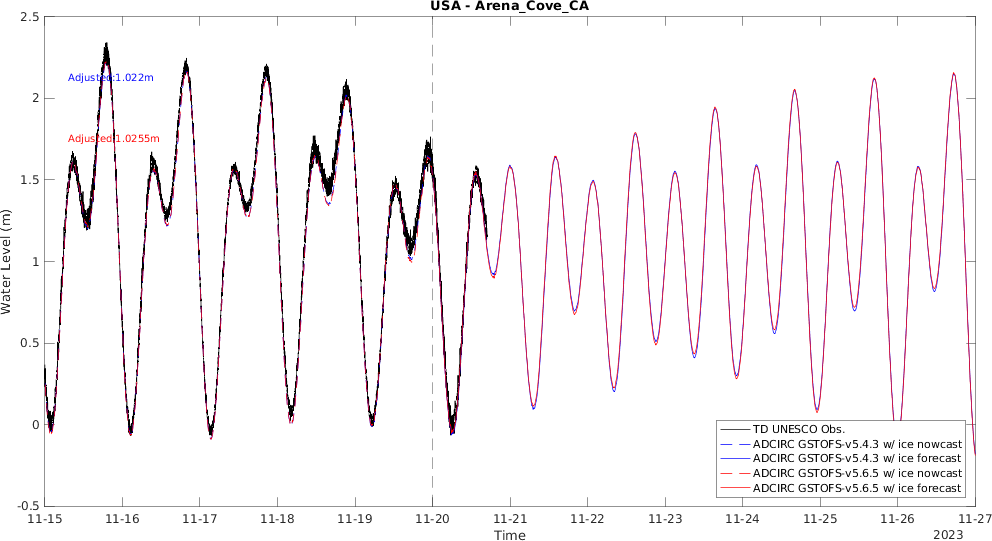 USA - Arena_Cove_CA
2.5
2
1.5
1
0.5
0
-0.5
Water Level (m)
Adjusted:1.022m
Adjusted:1.0255m
TD UNESCO Obs.
ADCIRC GSTOFS-v5.4.3 w/ ice nowcast
ADCIRC GSTOFS-v5.4.3 w/ ice forecast
ADCIRC GSTOFS-v5.6.5 w/ ice nowcast
ADCIRC GSTOFS-v5.6.5 w/ ice forecast
11-15 11-16 11-17 11-18 11-19 11-20 11-21 11-22 11-23 11-24 11-25 11-26 11-27
Time
2023